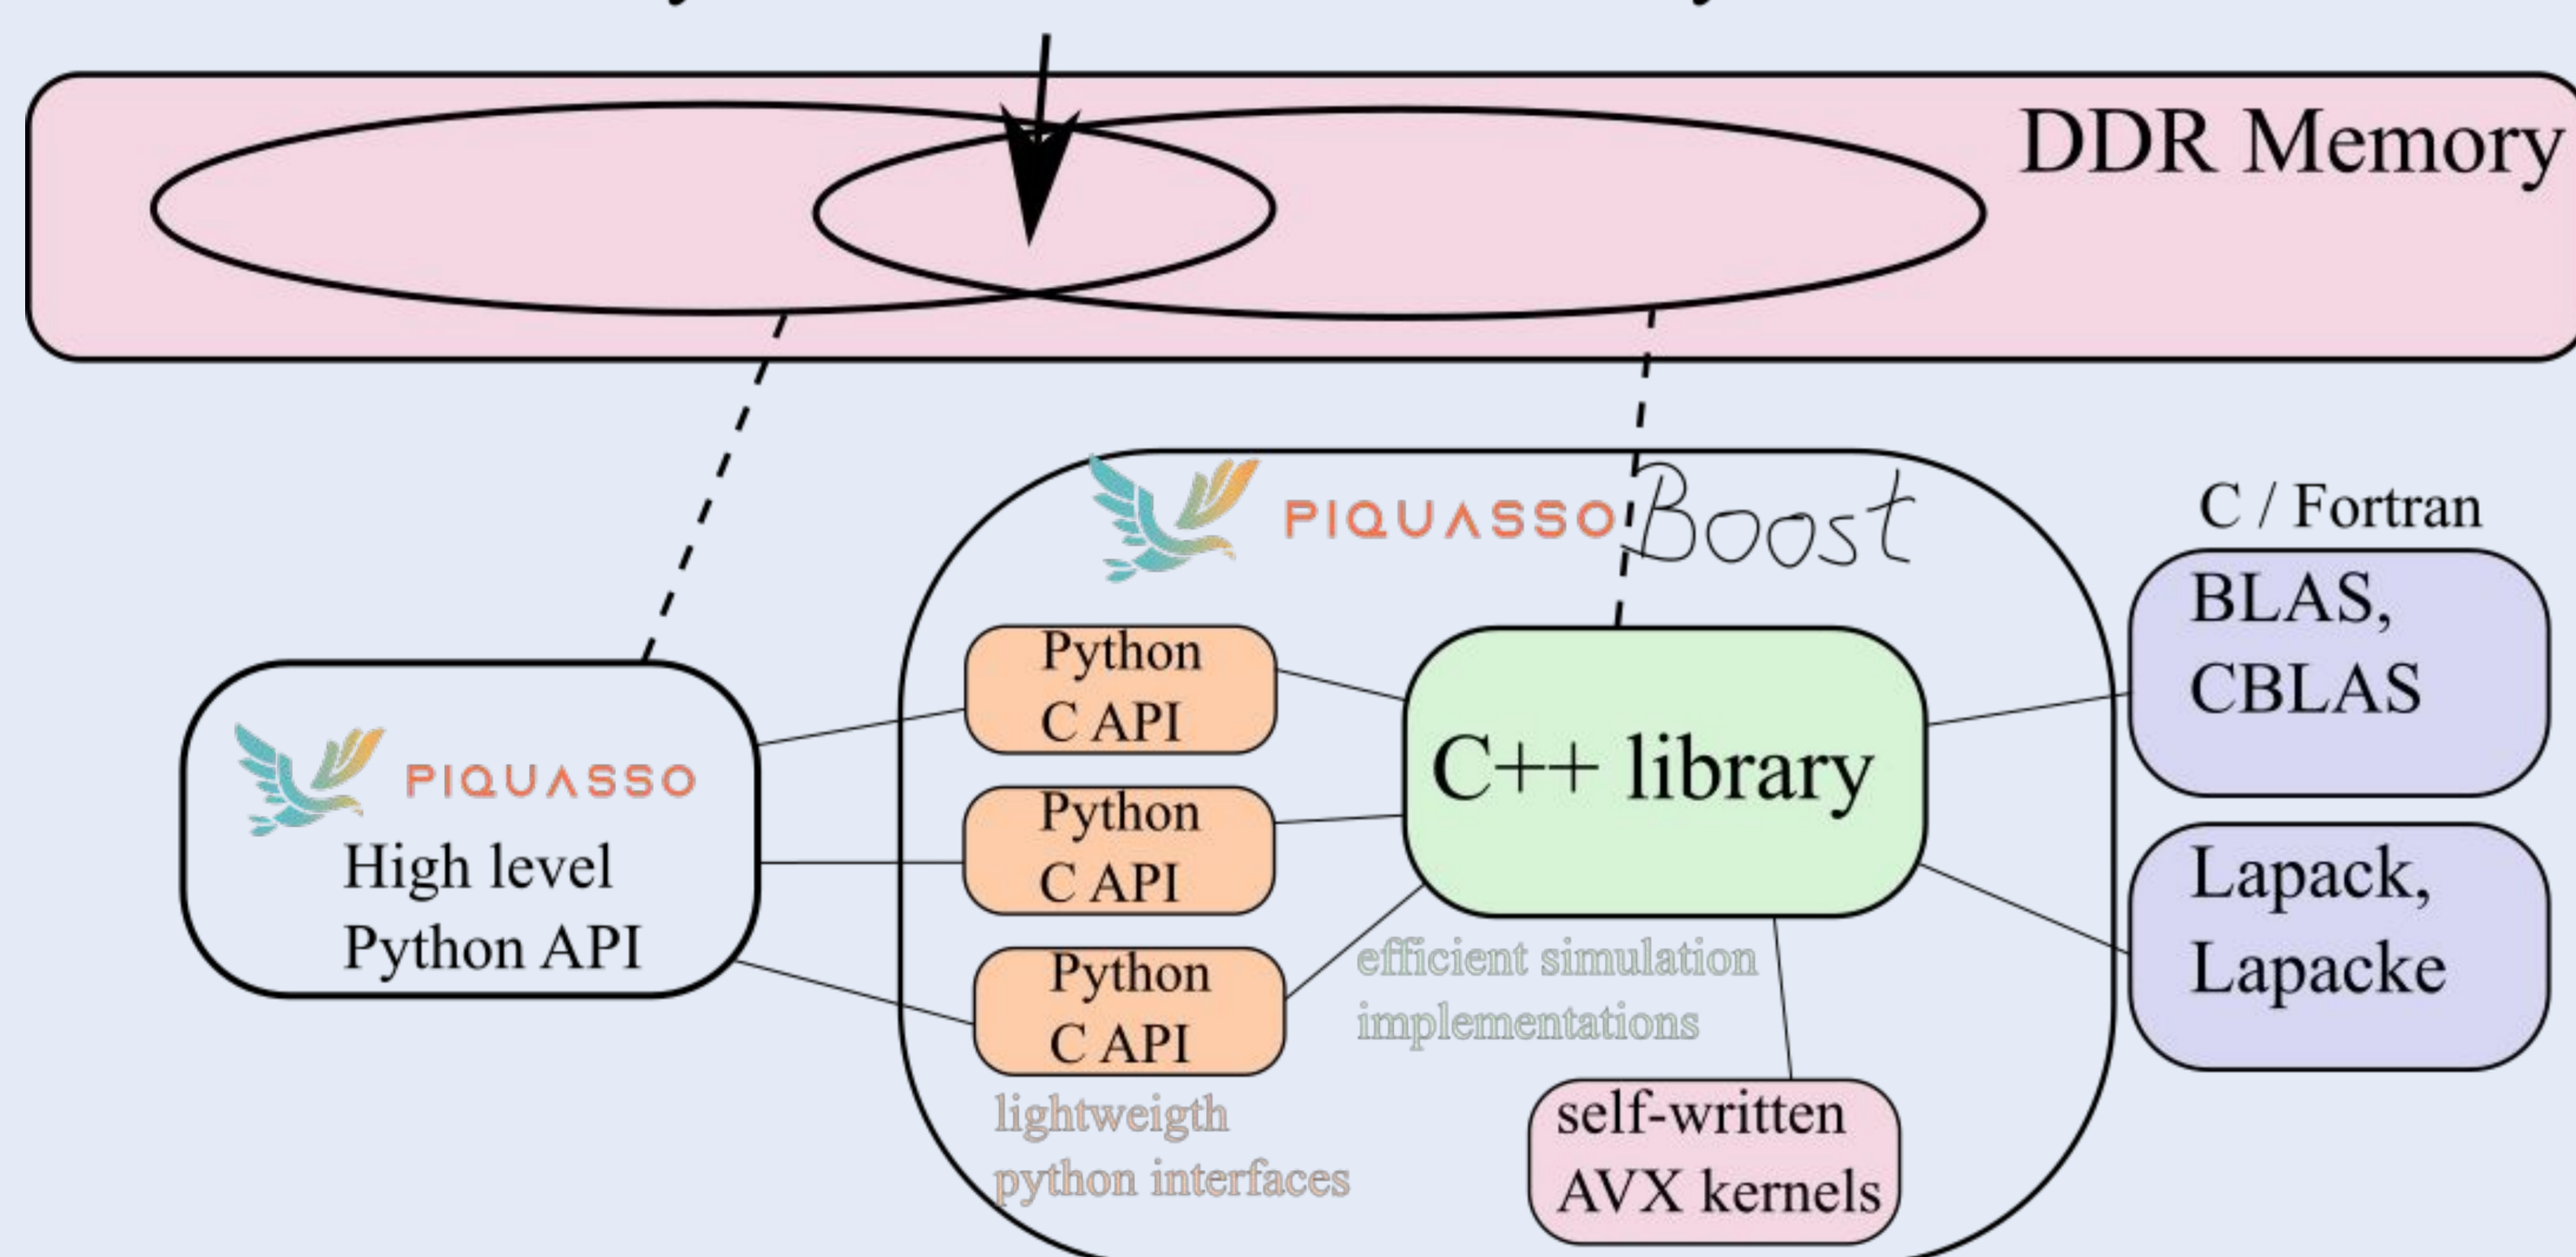 DDR Memory
PIQUASSO Boost
C / Fortran
BLAS,
CBLAS
Python
C API
C++ library
PIQUASSO
High level
Python API
Python
C API
Lapack,
Lapacke
Python
C API
efficient simulation
implementations
lightweigth
python interfaces
self-written
AVX kernels